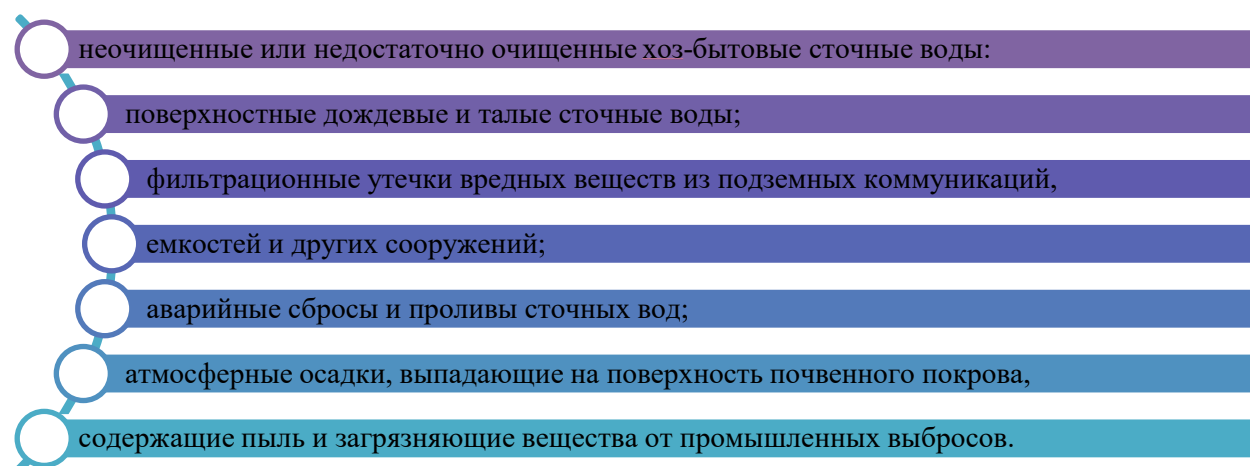 неочищенные или недостаточно очищенные хоз-бытовые сточные воды:
поверхностные дождевые и талые сточные воды;
фильтрационные утечки вредных веществ из подземных коммуникаций,
емкостей и других сооружений;
аварийные сбросы и проливы сточных вод;
атмосферные осадки, выпадающие на поверхность почвенного покрова,
содержащие пыль и загрязняющие вещества от промышленных выбросов.